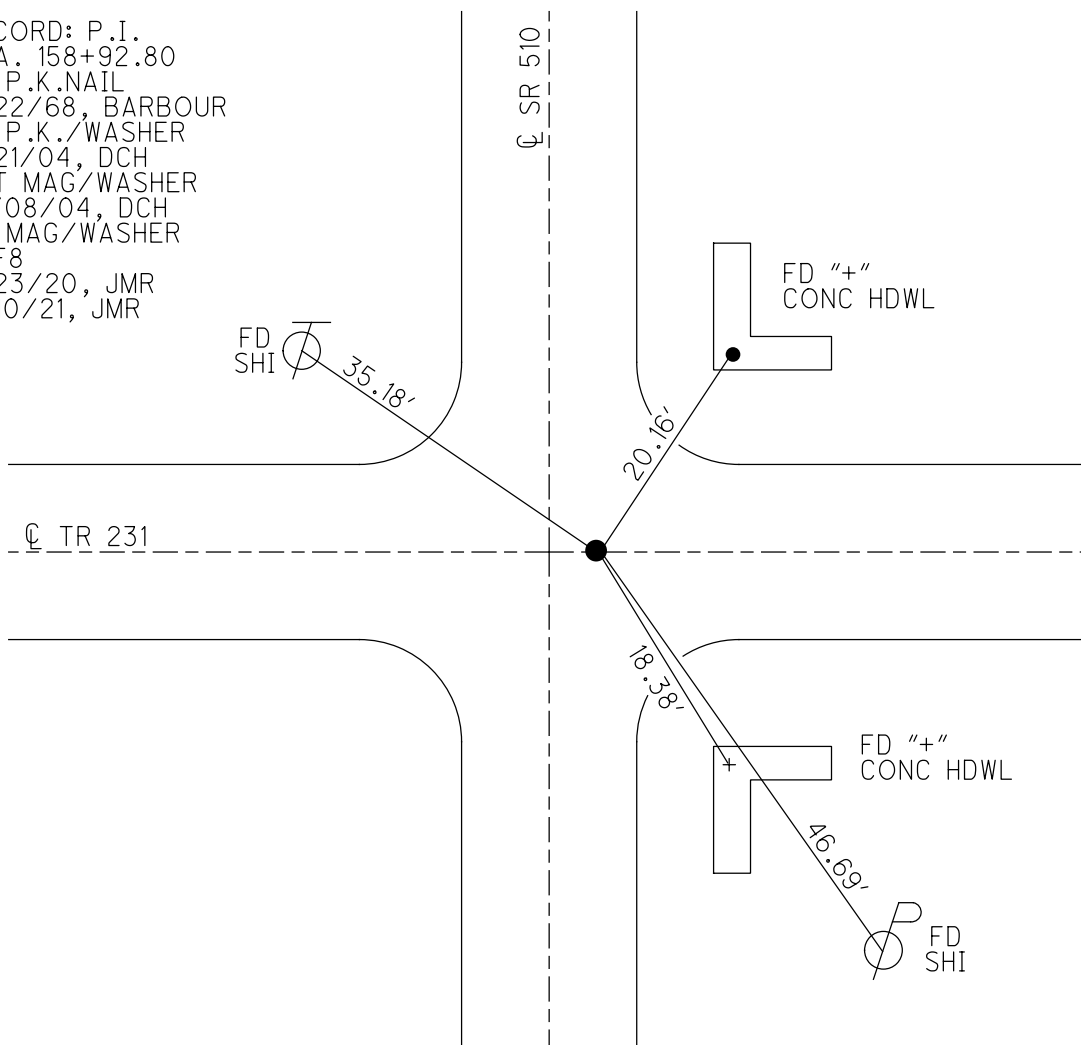 CORD: P.I.
A. 158+92.80
P.K.NAIL
22/68, BARBOUR
P.K./WASHER
21/04, DCH
T MAG/WASHER
/08/04, DCH
MAG/WASHER
F8
23/20, JMR
0/21, JMR
℄ SR 510
FD "+"
CONC HDWL
FD
SHI
35.18'
20.16'
℄ TR 231
18.38'
FD "+"
CONC HDWL
46.69'
FD
SHI